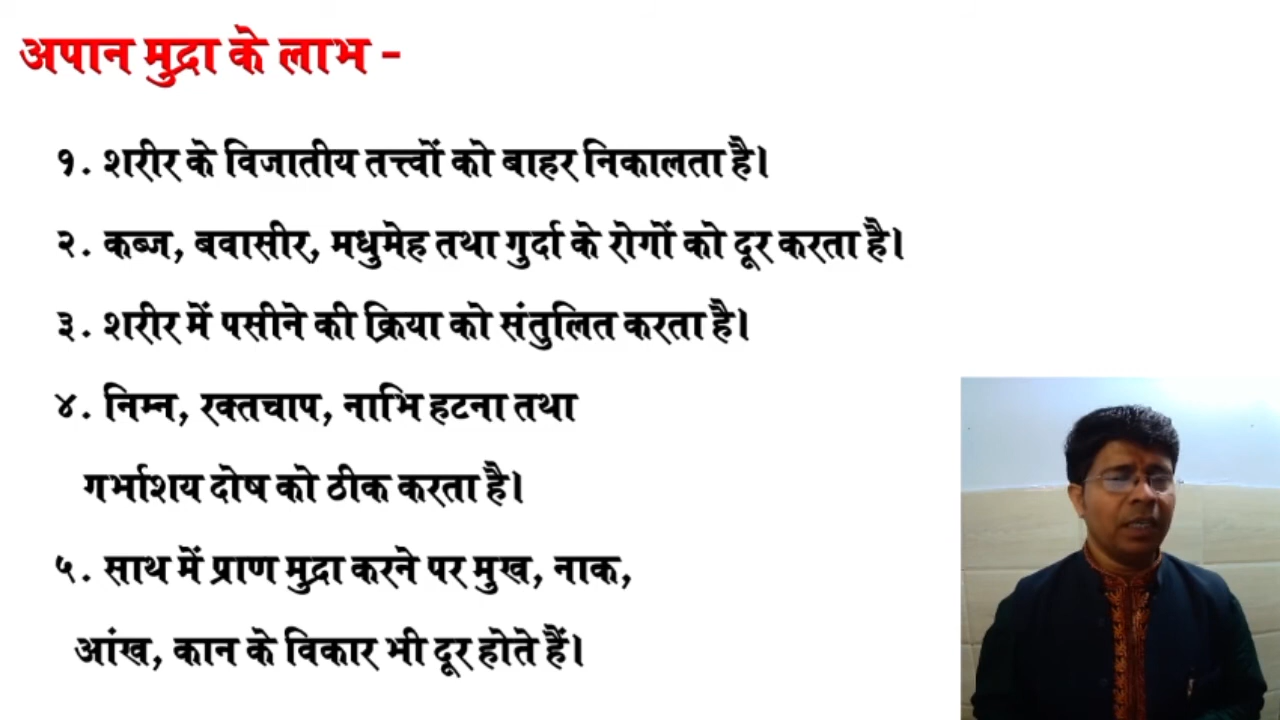 अपान मुद्रा के लाभ -
१. शरीर के विजातीय तत्त्वों को बाहर निकालता है।
२. कब्ज, बवासीर, मधुमेह तथा गुर्दा के रोगों को दूर करता है।
३. शरीर में पसीने की क्रिया को संतुलित करता है।
४. निम्न, रक्तचाप, नाभि हटना तथा
गर्भाशय दोष को ठीक करता है।
५. साथ में प्राण मुद्रा करने पर मुख, नाक,
आंख, कान के विकार भी दूर होते हैं।